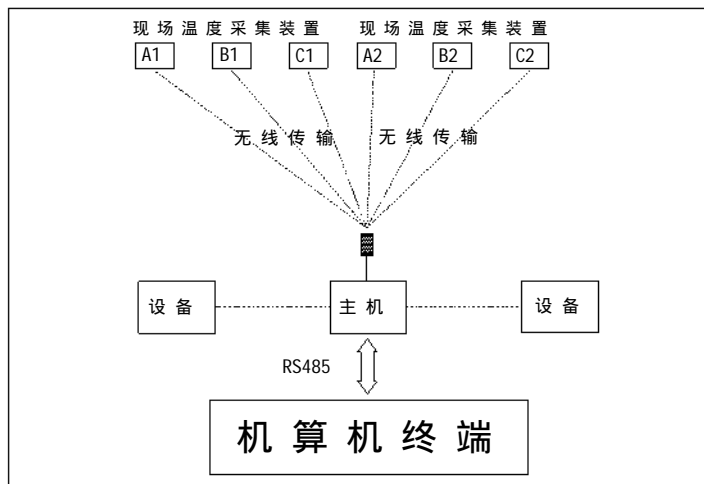 现场温度采集装置 现场温度采集装置
A1 B1 C1 A2 B2 C2
无线传输 无线传输
设备 主机 设备
RS485
机算机终端